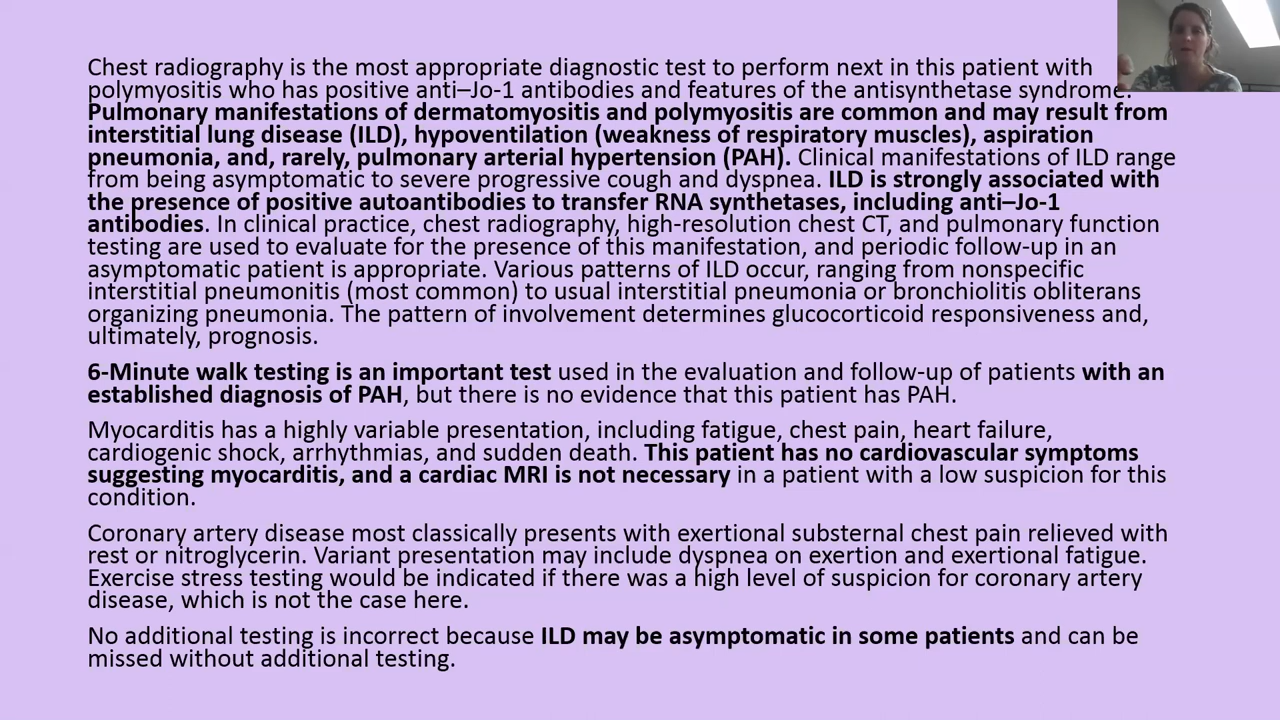 Chest radiography is the most appropriate diagnostic test to perform next in this patient with
polymyositis who has positive anti–Jo-1 antibodies and features of the antisynthetase syndrome.
Pulmonary manifestations of dermatomyositis and polymyositis are common and may result from
interstitial lung disease (ILD), hypoventilation (weakness of respiratory muscles), aspiration
pneumonia, and, rarely, pulmonary arterial hypertension (PAH). Clinical manifestations of ILD range
from being asymptomatic to severe progressive cough and dyspnea. ILD is strongly associated with
the presence of positive autoantibodies to transfer RNA synthetases, including anti–Jo-1
antibodies. In clinical practice, chest radiography, high-resolution chest CT, and pulmonary function
testing are used to evaluate for the presence of this manifestation, and periodic follow-up in an
asymptomatic patient is appropriate. Various patterns of ILD occur, ranging from nonspecific
interstitial pneumonitis (most common) to usual interstitial pneumonia or bronchiolitis obliterans
organizing pneumonia. The pattern of involvement determines glucocorticoid responsiveness and,
ultimately, prognosis.
6-Minute walk testing is an important test used in the evaluation and follow-up of patients with an
established diagnosis of PAH, but there is no evidence that this patient has PAH.
Myocarditis has a highly variable presentation, including fatigue, chest pain, heart failure,
cardiogenic shock, arrhythmias, and sudden death. This patient has no cardiovascular symptoms
suggesting myocarditis, and a cardiac MRI is not necessary in a patient with a low suspicion for this
condition.
Coronary artery disease most classically presents with exertional substernal chest pain relieved with
rest or nitroglycerin. Variant presentation may include dyspnea on exertion and exertional fatigue.
Exercise stress testing would be indicated if there was a high level of suspicion for coronary artery
disease, which is not the case here.
No additional testing is incorrect because ILD may be asymptomatic in some patients and can be
missed without additional testing.